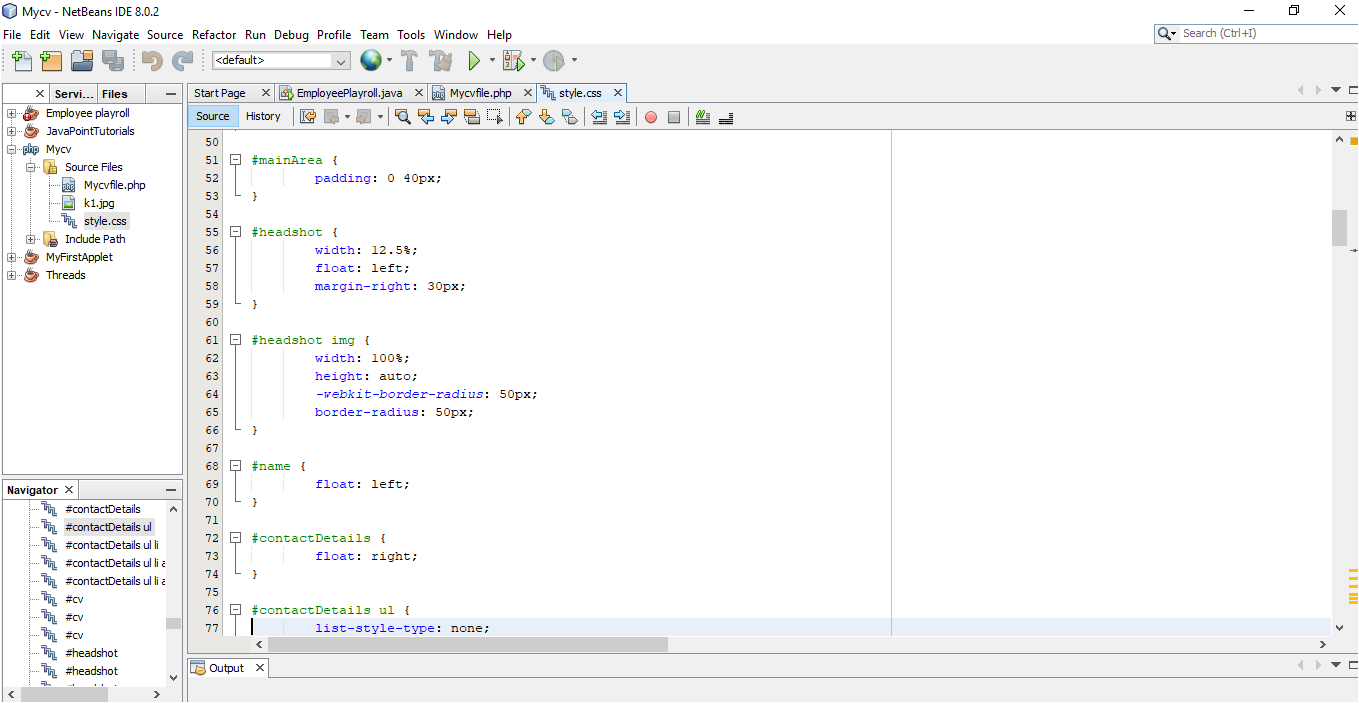 Mycv - NetBeans IDE 8.0.2
File Edit View Navigate Source Refactor Run Debug Profile Team Tools Window Help
Search (Ctrl+I)
<default>
Servi... Files
Employee playroll
JavaPointTutorials
Mycv
Source Files
Mycvfile.php
k1.jpg
style.css
Include Path
MyFirstApplet
Threads
Navigator
#contactDetails
#contactDetails ul
#contactDetails ul li
#contactDetails ul li a
#contactDetails ul li a
#cv
#cv
#cv
#headshot
#headshot
Start Page EmployeePlayroll.java Mycvfile.php style.css
Source History
50
51 #mainArea {
52 padding: 0 40px;
53 }
54
55 #headshot {
56 width: 12.5%;
57 float: left;
58 margin-right: 30px;
59 }
60
61 #headshot img {
62 width: 100%;
63 height: auto;
64 -webkit-border-radius: 50px;
65 border-radius: 50px;
66 }
67
68 #name {
69 float: left;
70 }
71
72 #contactDetails {
73 float: right;
74 }
75
76 #contactDetails ul {
77 list-style-type: none;
Output